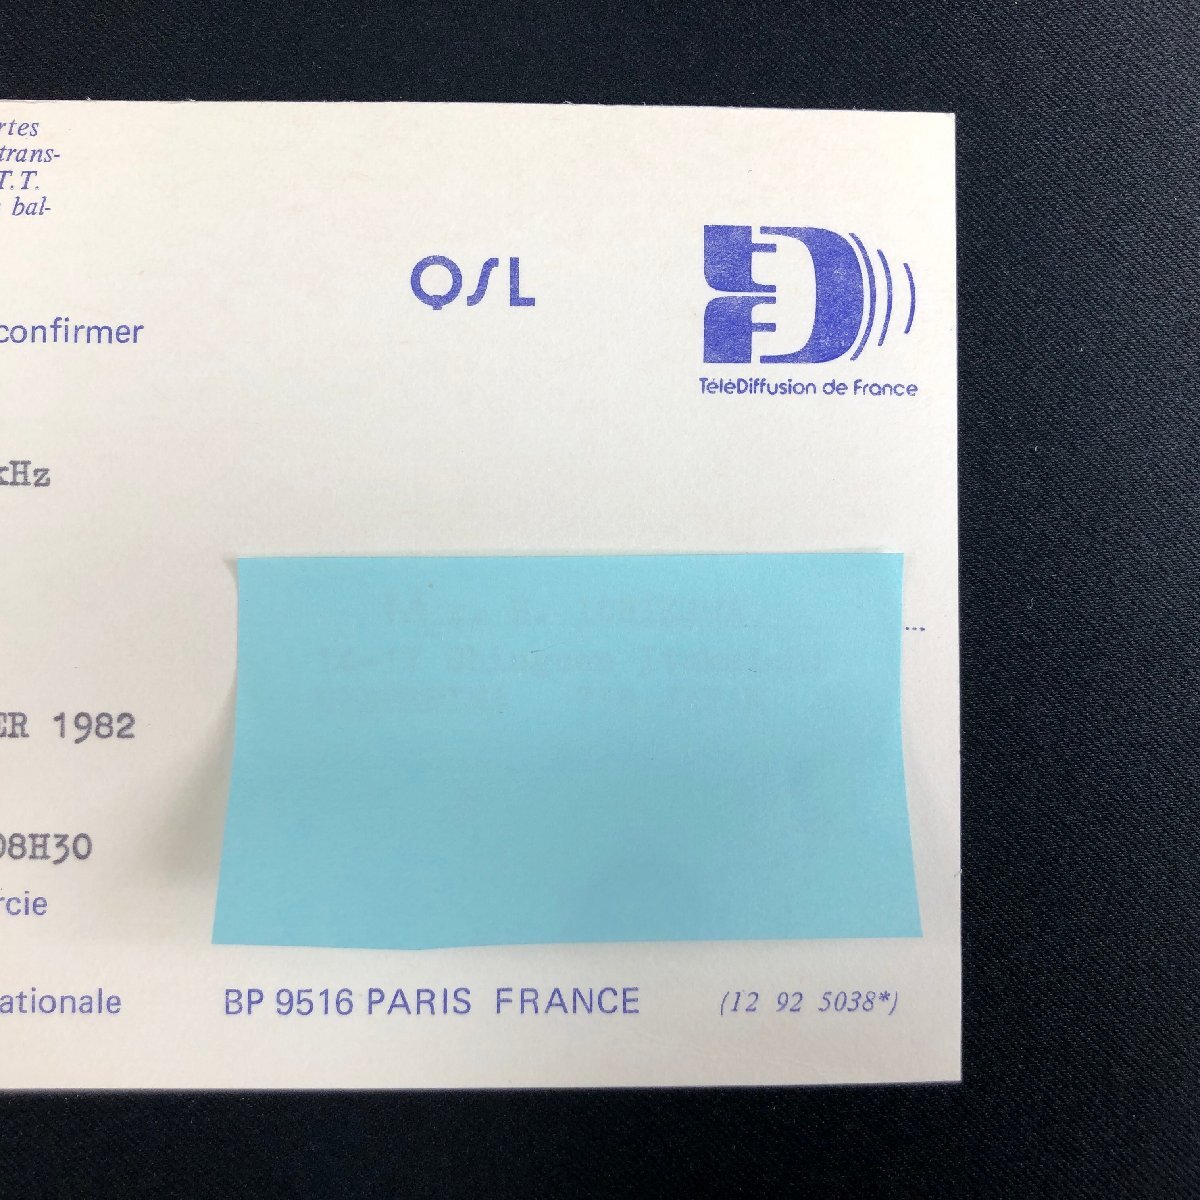 rtes
trans-
T.T.
bal-
QSL
TéléDiffusion de France
confirmer
kHz
ER 1982
08H30
rcie
ationale
BP 9516 PARIS FRANCE
(12 92 5038*)